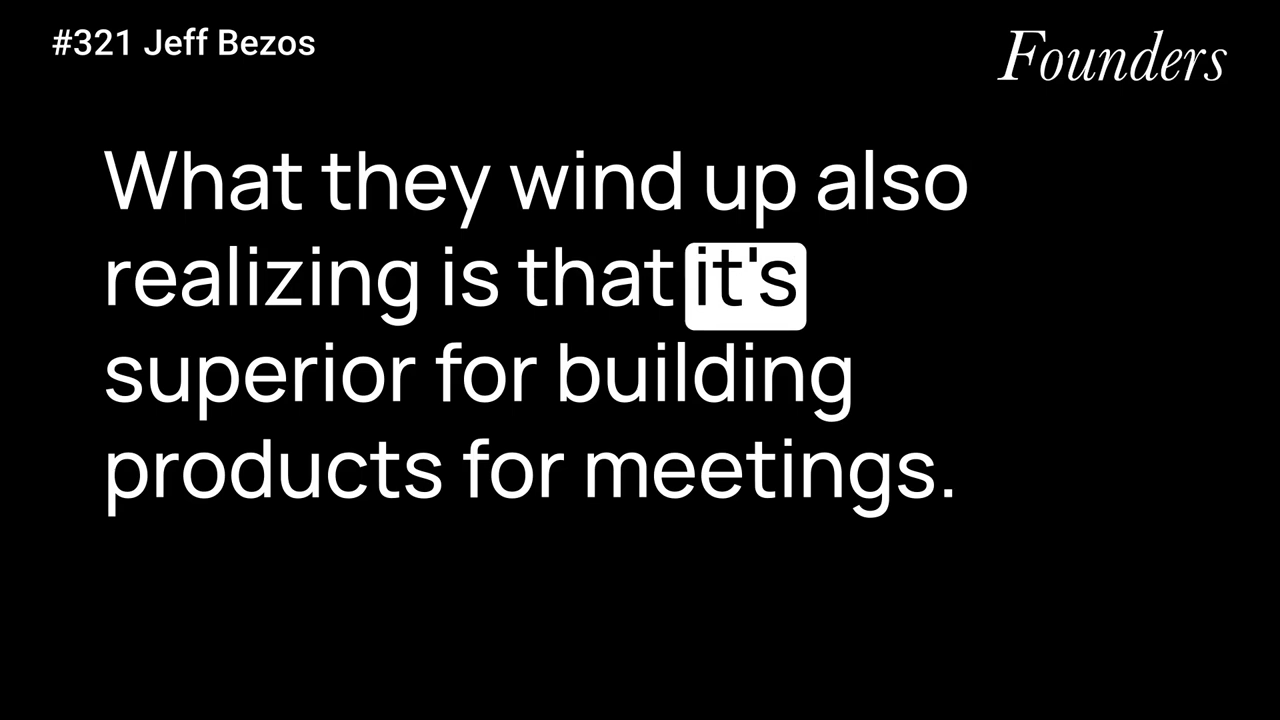 #321 Jeff Bezos
Founders
What they wind up also
realizing is that it's
superior for building
products for meetings.